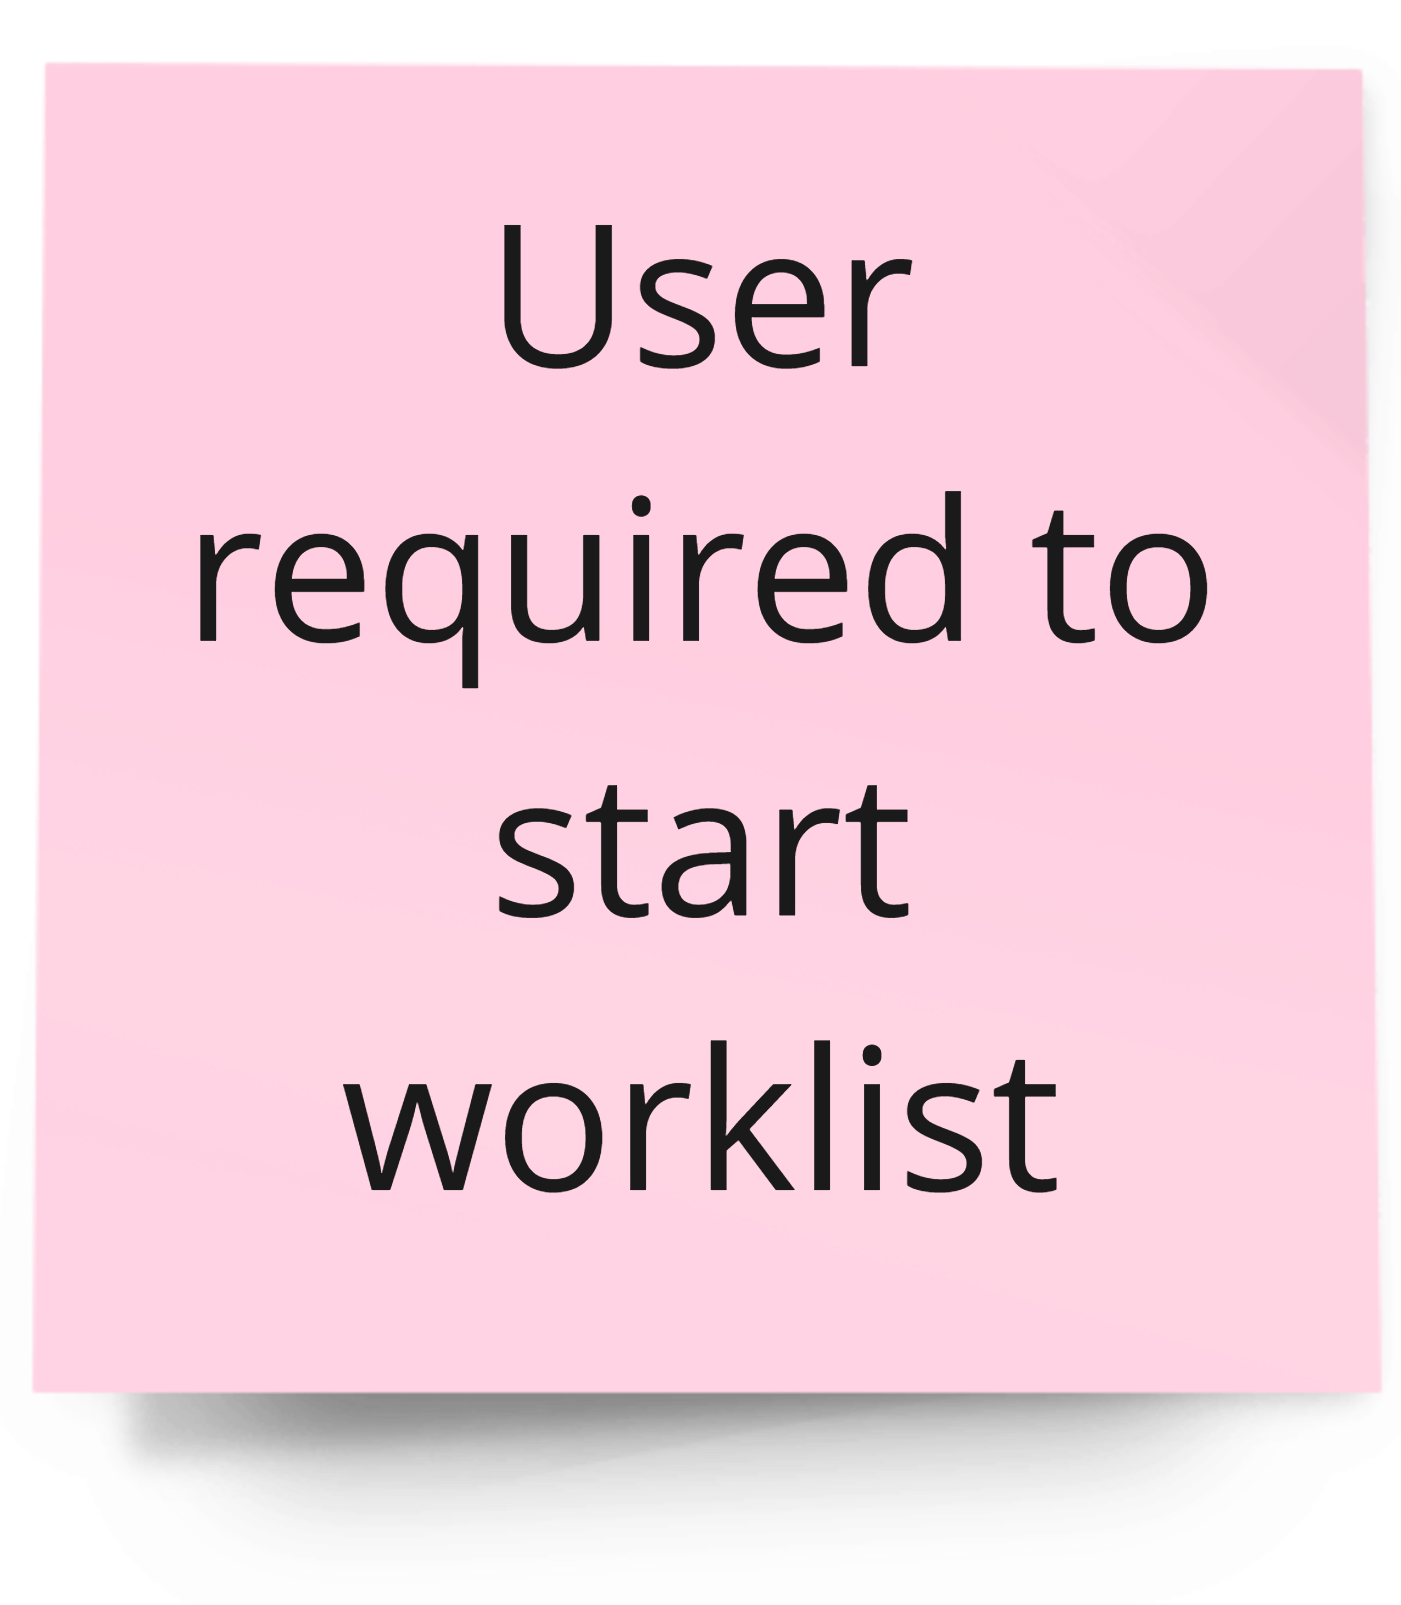 User
required to
start
worklist